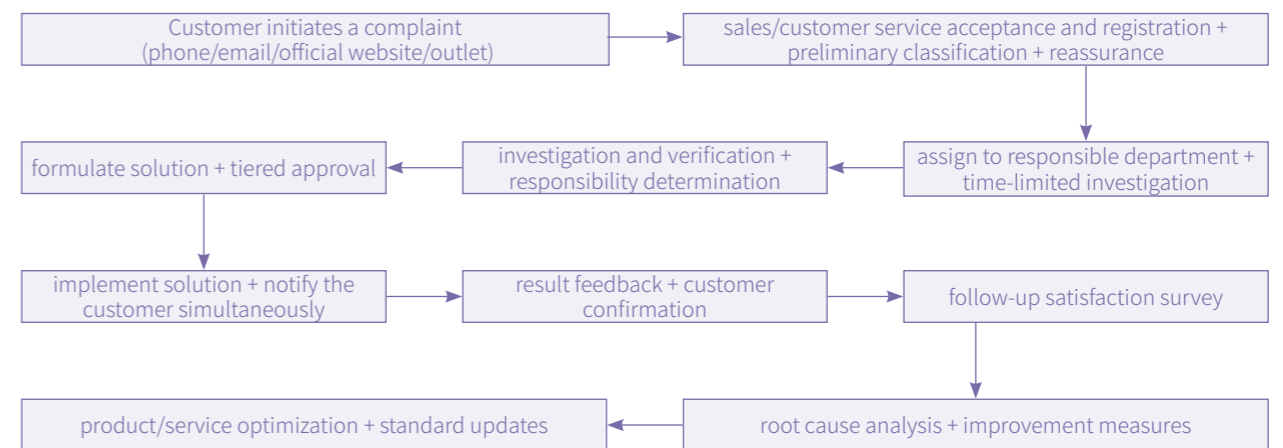 Customer initiates a complaint
(phone/email/official website/outlet)
sales/customer service acceptance and registration +
preliminary classification + reassurance
assign to responsible department +
time-limited investigation
investigation and verification +
responsibility determination
formulate solution + tiered approval
implement solution + notify the
customer simultaneously
result feedback + customer
confirmation
follow-up satisfaction survey
root cause analysis + improvement measures
product/service optimization + standard updates